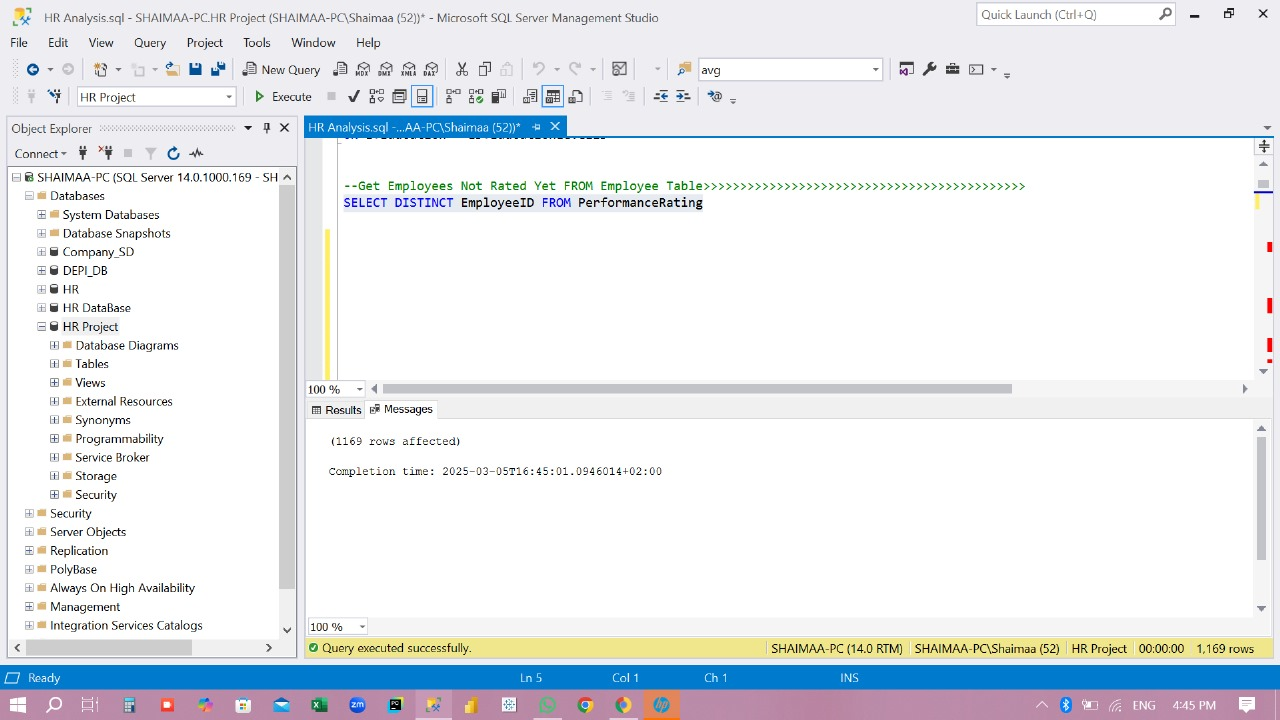 HR Analysis.sql - SHAIMAA-PC.HR Project (SHAIMAA-PC\Shaimaa (52))* - Microsoft SQL Server Management Studio
Quick Launch (Ctrl+Q)
File Edit View Query Project Tools Window Help
New Query
MDX DMX XMLA DAX
avg
HR Project
Execute
Object Explorer
HR Analysis.sql -...AA-PC\Shaimaa (52))*
Connect
SHAIMAA-PC (SQL Server 14.0.1000.169 - SH
Databases
System Databases
Database Snapshots
Company_SD
DEPI_DB
HR
HR DataBase
HR Project
Database Diagrams
Tables
Views
External Resources
Synonyms
Programmability
Service Broker
Storage
Security
Security
Server Objects
Replication
PolyBase
Always On High Availability
Management
Integration Services Catalogs
--Get Employees Not Rated Yet FROM Employee Table>>>>>>>>>>>>>>>>>>>>>>>>>>>>>>>>>>>>>>>>>>>>
SELECT DISTINCT EmployeeID FROM PerformanceRating
100 %
Results Messages
(1169 rows affected)
Completion time: 2025-03-05T16:45:01.0946014+02:00
100 %
Query executed successfully.
SHAIMAA-PC (14.0 RTM) SHAIMAA-PC\Shaimaa (52) HR Project 00:00:00 1,169 rows
Ready Ln 5 Col 1 Ch 1 INS
zm
PC
hp
ENG 4:45 PM